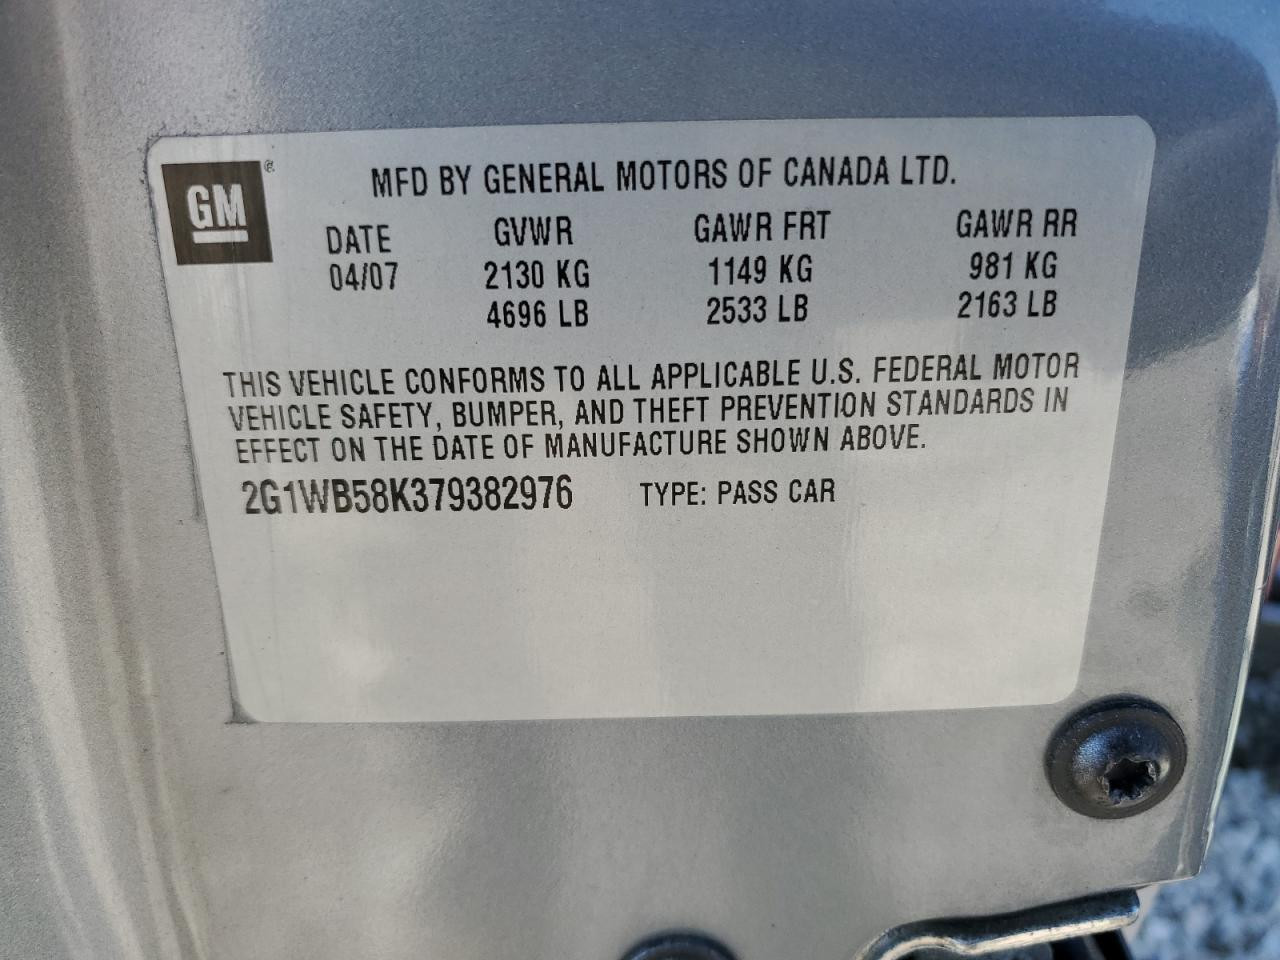 GM®
MFD BY GENERAL MOTORS OF CANADA LTD.
DATE GVWR GAWR FRT GAWR RR
04/07 2130 KG 1149 KG 981 KG
4696 LB 2533 LB 2163 LB
THIS VEHICLE CONFORMS TO ALL APPLICABLE U.S. FEDERAL MOTOR
VEHICLE SAFETY, BUMPER, AND THEFT PREVENTION STANDARDS IN
EFFECT ON THE DATE OF MANUFACTURE SHOWN ABOVE.
2G1WB58K379382976 TYPE: PASS CAR